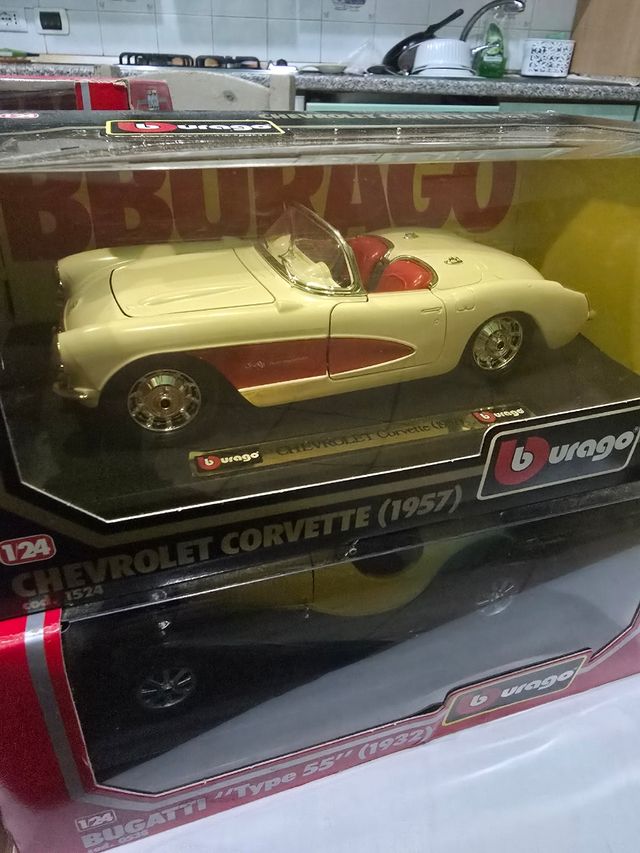 burago
BBURAGO
burago CHEVROLET Corvette burago
burago
1/24
CHEVROLET CORVETTE (1957)
cod. 1524
burago
1/24
BUGATTI "Type 55" (1932)